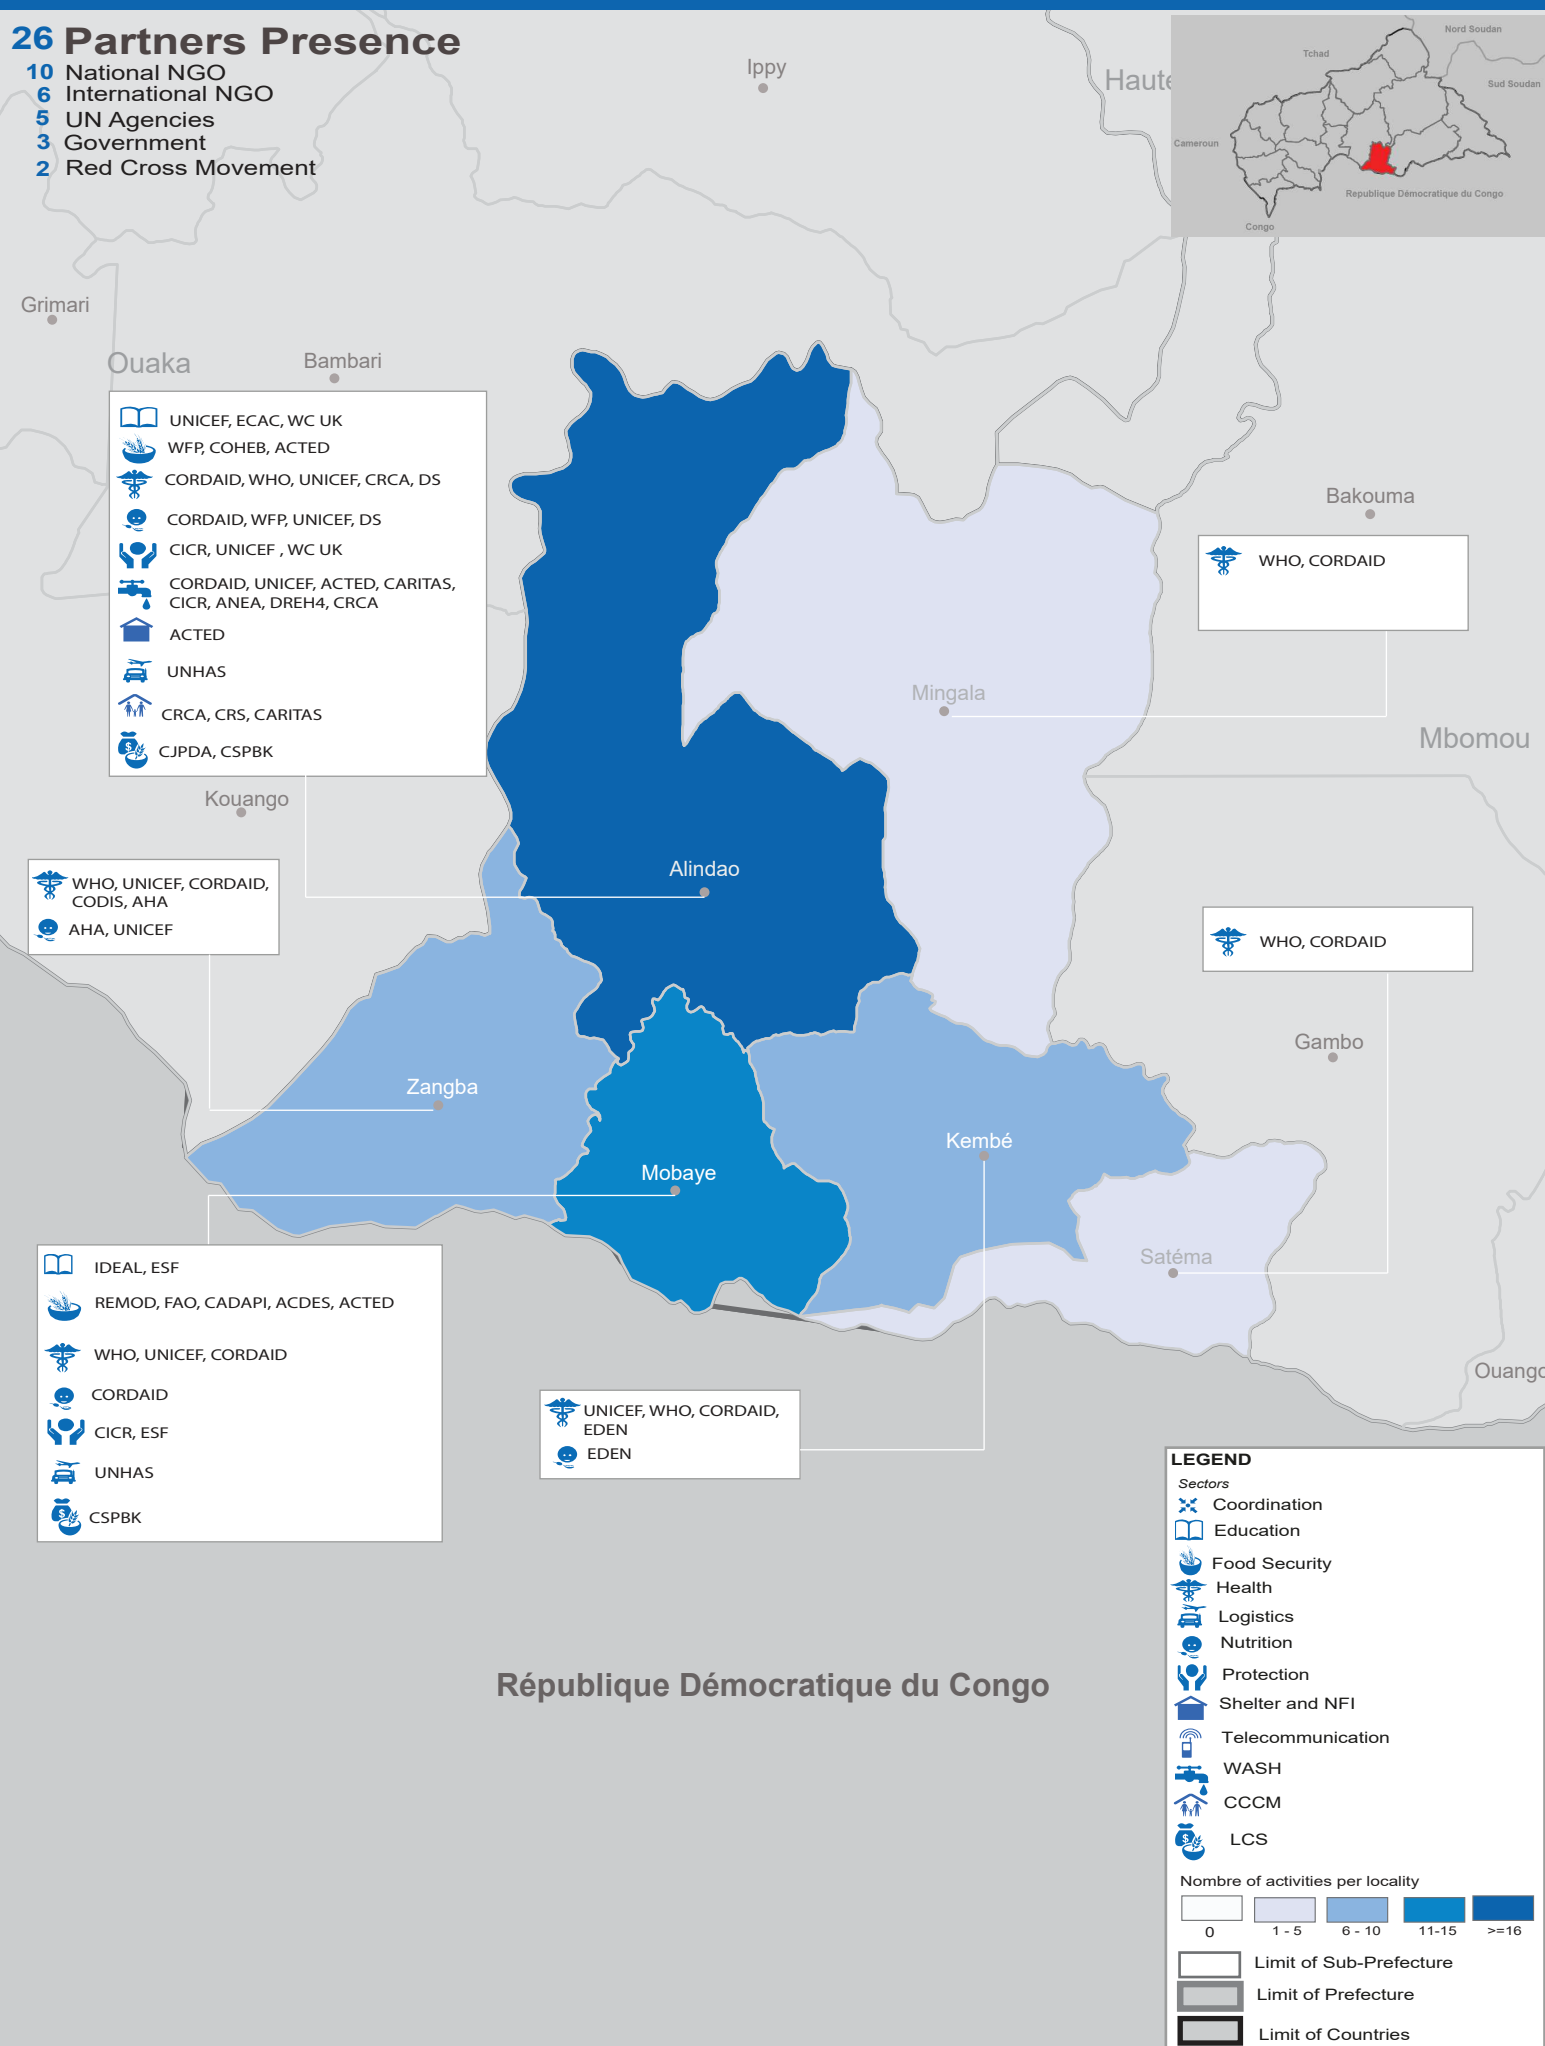 26 Partners Presence
10 National NGO
6 International NGO
5 UN Agencies
3 Government
2 Red Cross Movement
Ippy
Haute
Nord Soudan
Tchad
Sud Soudan
Cameroun
Republique Démocratique du Congo
Congo
Grimari
Ouaka
Bambari
UNICEF, ECAC, WC UK
WFP, COHEB, ACTED
CORDAID, WHO, UNICEF, CRCA, DS
CORDAID, WFP, UNICEF, DS
CICR, UNICEF , WC UK
CORDAID, UNICEF, ACTED, CARITAS,
CICR, ANEA, DREH4, CRCA
ACTED
UNHAS
CRCA, CRS, CARITAS
CJPDA, CSPBK
Bakouma
WHO, CORDAID
Mingala
Mbomou
Kouango
Alindao
WHO, UNICEF, CORDAID,
CODIS, AHA
AHA, UNICEF
WHO, CORDAID
Gambo
Zangba
Kembé
Mobaye
Satéma
IDEAL, ESF
REMOD, FAO, CADAPI, ACDES, ACTED
WHO, UNICEF, CORDAID
CORDAID
CICR, ESF
UNHAS
CSPBK
UNICEF, WHO, CORDAID,
EDEN
EDEN
Ouango
République Démocratique du Congo
LEGEND
Sectors
Coordination
Education
Food Security
Health
Logistics
Nutrition
Protection
Shelter and NFI
Telecommunication
WASH
CCCM
LCS
Nombre of activities per locality
0 1 - 5 6 - 10 11-15 >=16
Limit of Sub-Prefecture
Limit of Prefecture
Limit of Countries